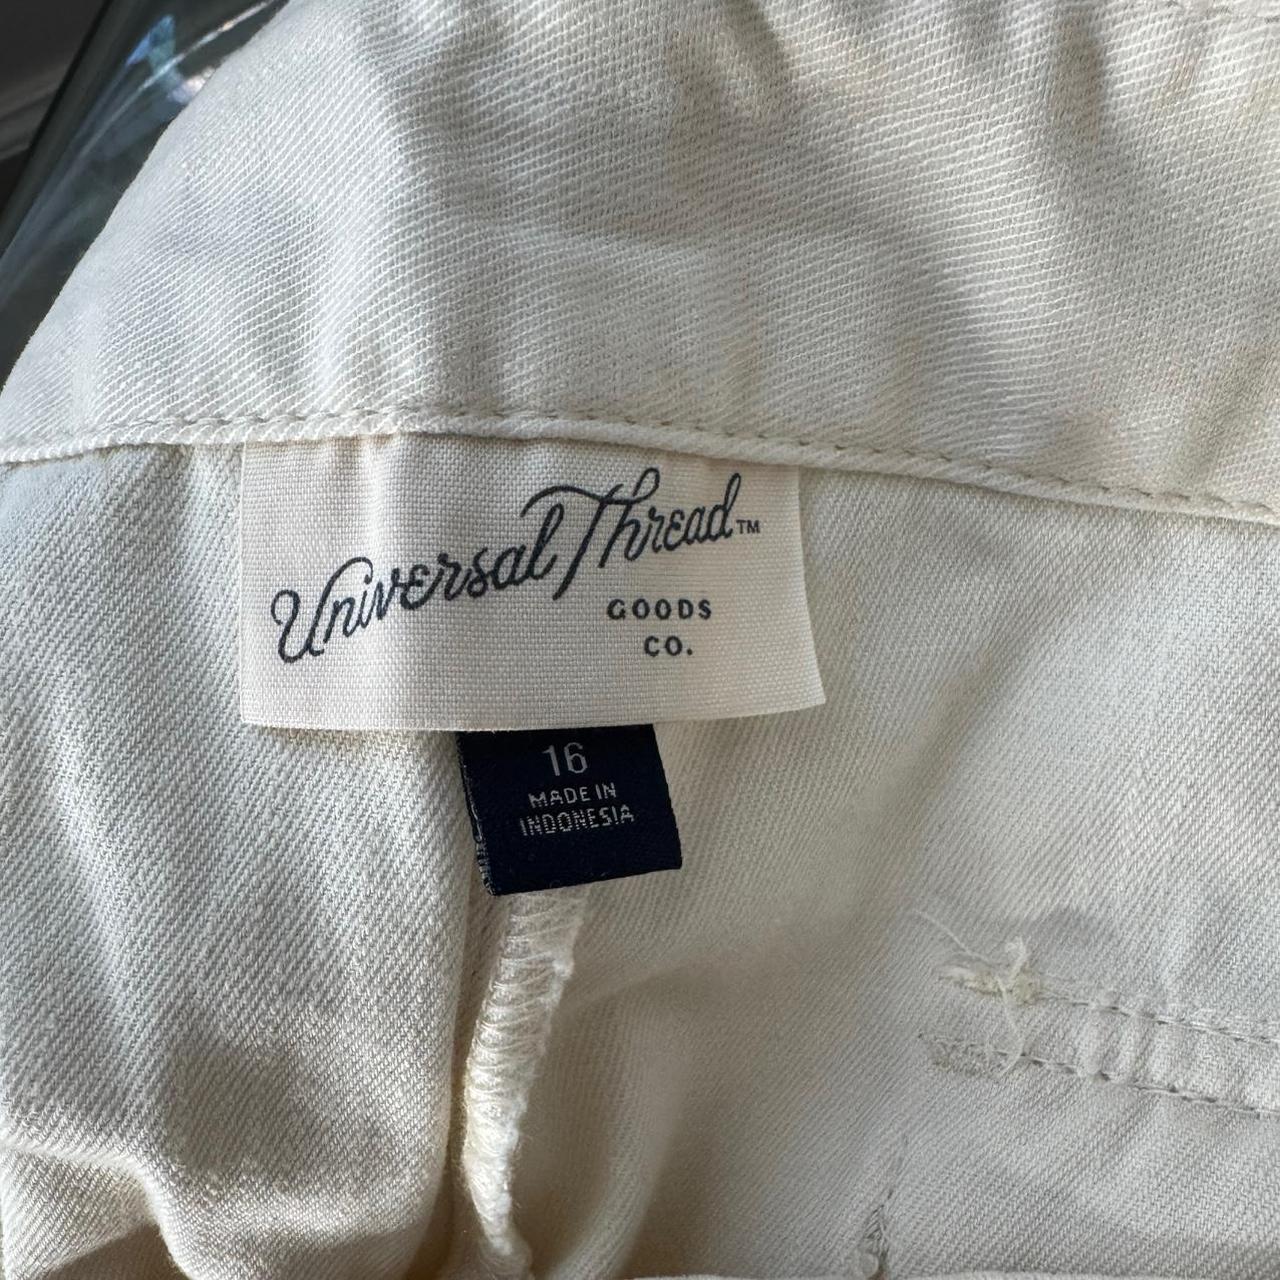 Universal Thread™
GOODS
CO.
16
MADE IN
INDONESIA